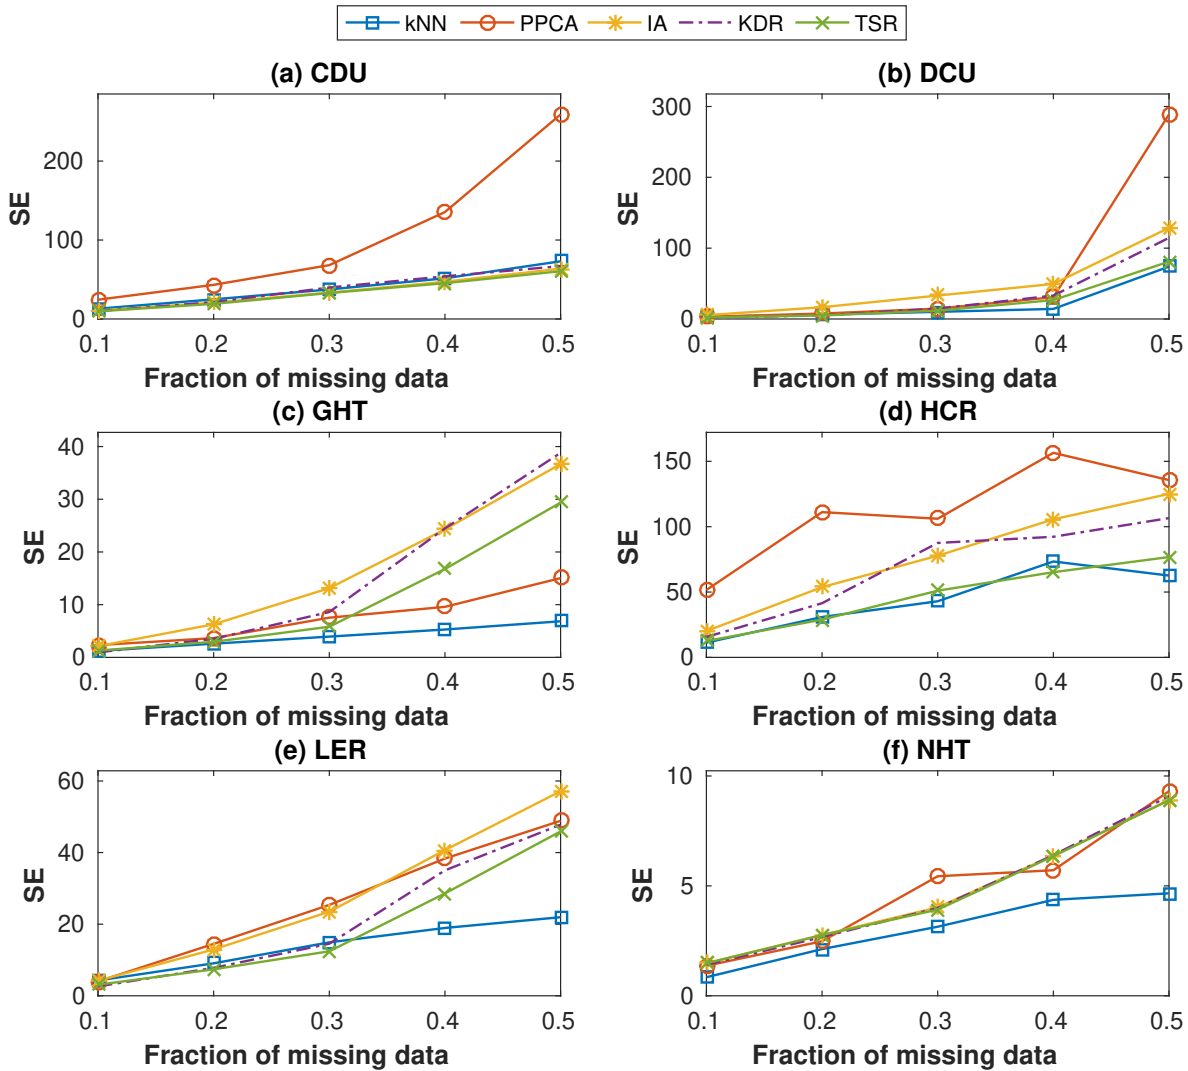 kNN PPCA IA KDR TSR
(a) CDU
200
100
0
SE
0.1 0.2 0.3 0.4 0.5
Fraction of missing data
(b) DCU
300
200
100
0
SE
0.1 0.2 0.3 0.4 0.5
Fraction of missing data
(c) GHT
40
30
20
10
0
SE
0.1 0.2 0.3 0.4 0.5
Fraction of missing data
(d) HCR
150
100
50
0
SE
0.1 0.2 0.3 0.4 0.5
Fraction of missing data
(e) LER
60
40
20
0
SE
0.1 0.2 0.3 0.4 0.5
Fraction of missing data
(f) NHT
10
5
0
SE
0.1 0.2 0.3 0.4 0.5
Fraction of missing data